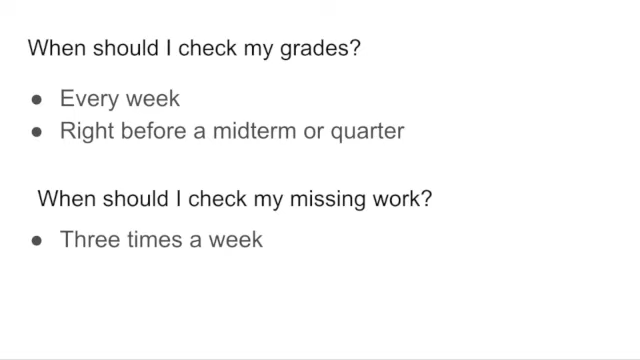 When should I check my grades?
● Every week
● Right before a midterm or quarter
When should I check my missing work?
● Three times a week